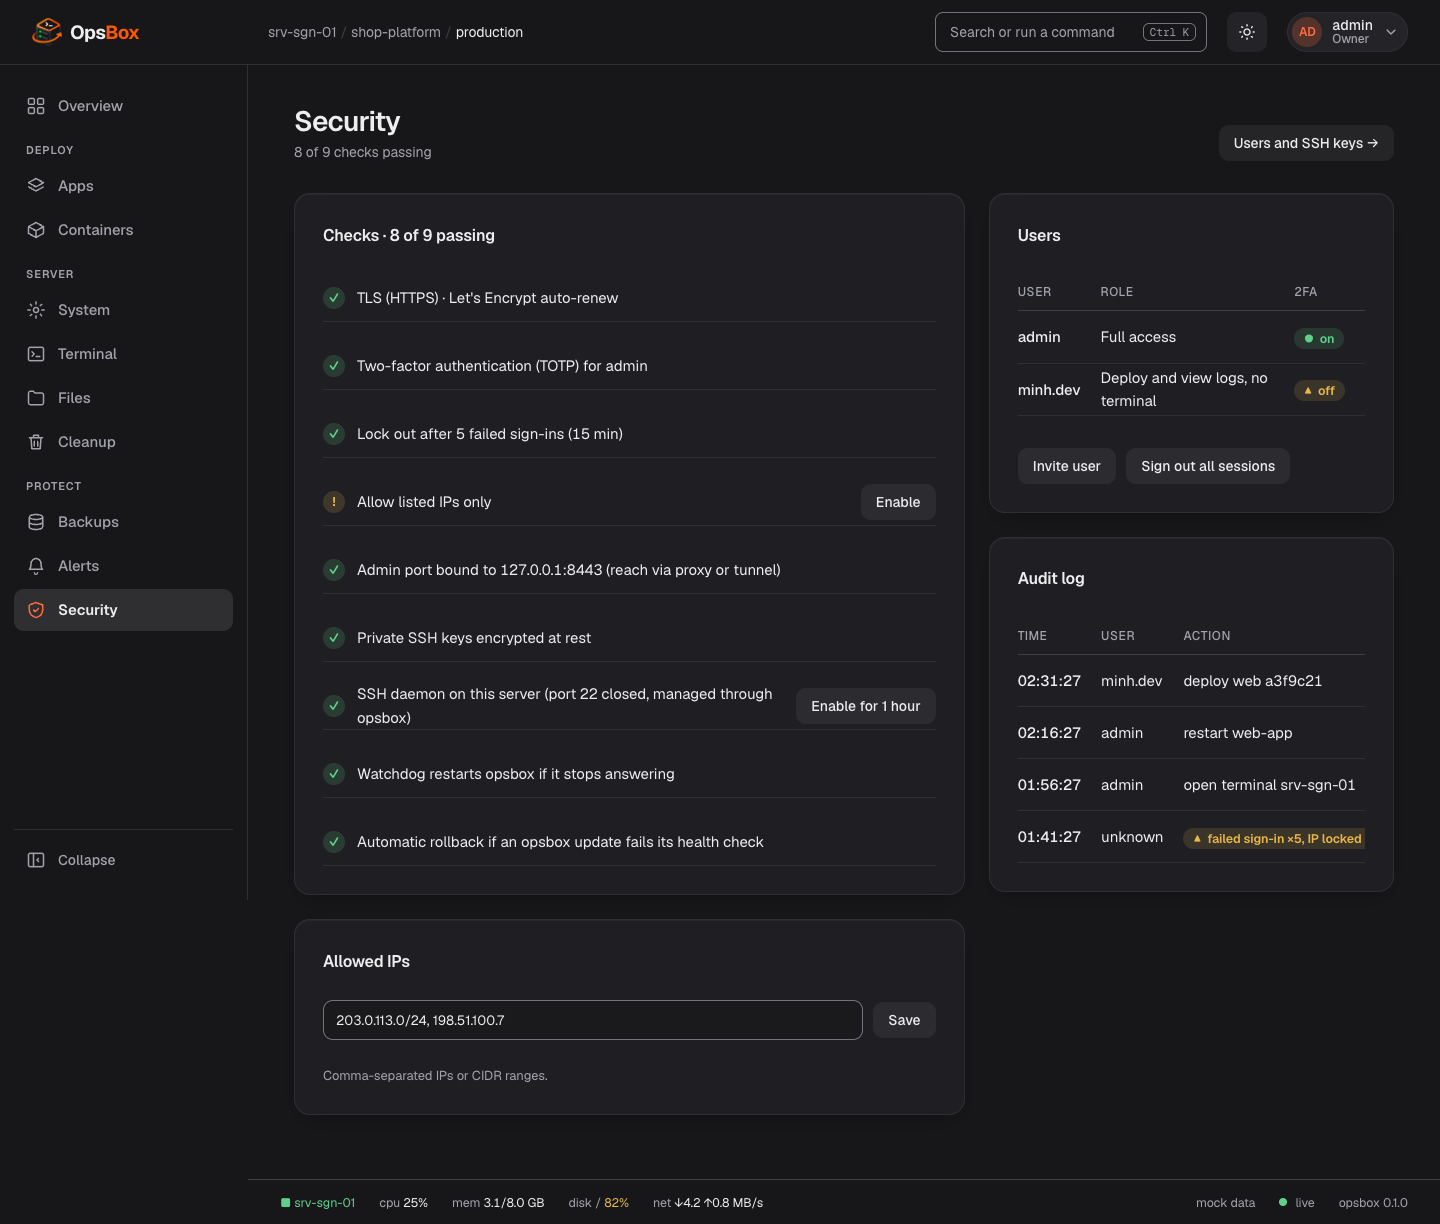 OpsBox
srv-sgn-01 / shop-platform / production
Search or run a command Ctrl K
AD
admin
Owner
Overview
DEPLOY
Apps
Containers
SERVER
System
Terminal
Files
Cleanup
PROTECT
Backups
Alerts
Security
Collapse
Security
8 of 9 checks passing
Users and SSH keys →
Checks · 8 of 9 passing
TLS (HTTPS) · Let's Encrypt auto-renew
Two-factor authentication (TOTP) for admin
Lock out after 5 failed sign-ins (15 min)
! Allow listed IPs only Enable
Admin port bound to 127.0.0.1:8443 (reach via proxy or tunnel)
Private SSH keys encrypted at rest
SSH daemon on this server (port 22 closed, managed through
opsbox)
Enable for 1 hour
Watchdog restarts opsbox if it stops answering
Automatic rollback if an opsbox update fails its health check
Users
USER ROLE 2FA
admin Full access on
minh.dev Deploy and view logs, no
terminal
off
Invite user Sign out all sessions
Audit log
TIME USER ACTION
02:31:27 minh.dev deploy web a3f9c21
02:16:27 admin restart web-app
01:56:27 admin open terminal srv-sgn-01
01:41:27 unknown failed sign-in ×5, IP locked
Allowed IPs
203.0.113.0/24, 198.51.100.7 Save
Comma-separated IPs or CIDR ranges.
srv-sgn-01 cpu 25% mem 3.1/8.0 GB disk / 82% net ↓4.2 ↑0.8 MB/s mock data live opsbox 0.1.0